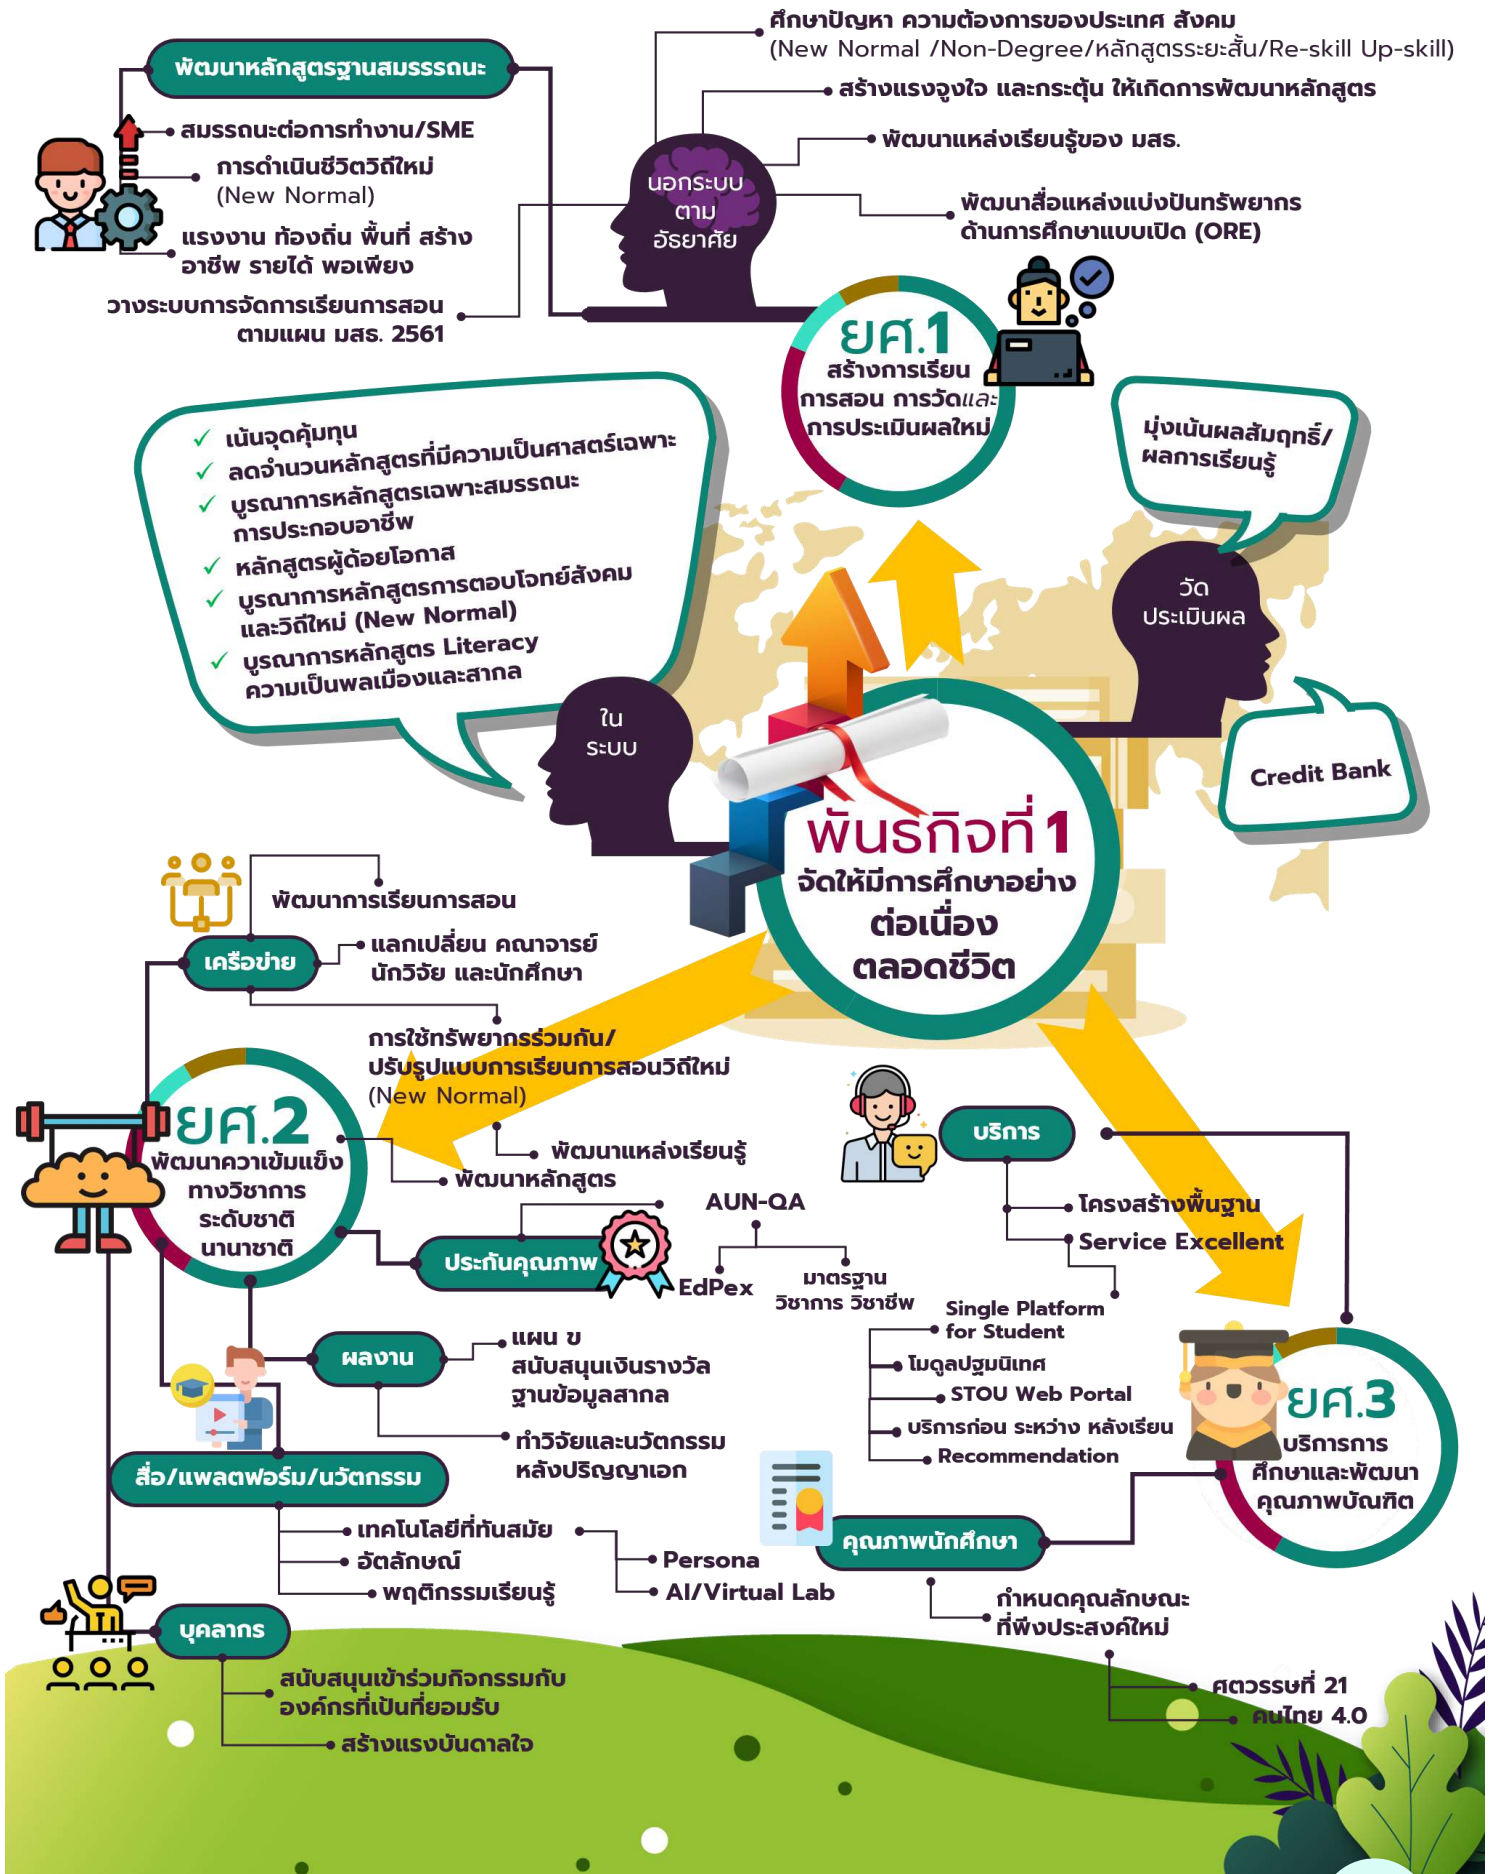 ศึกษาปัญหา ความต้องการของประเทศ สังคม
(New Normal /Non-Degree/หลักสูตรระยะสั้น/Re-skill Up-skill)
สร้างแรงจูงใจ และกระตุ้น ให้เกิดการพัฒนาหลักสูตร
พัฒนาแหล่งเรียนรู้ของ มสธ.
พัฒนาสื่อแหล่งแบ่งปันทรัพยากร
ด้านการศึกษาแบบเปิด (ORE)
นอกระบบ
ตาม
อัธยาศัย
พัฒนาหลักสูตรฐานสมรรรถนะ
สมรรถนะต่อการทำงาน/SME
การดำเนินชีวิตวิถีใหม่
(New Normal)
แรงงาน ท้องถิ่น พื้นที่ สร้าง
อาชีพ รายได้ พอเพียง
วางระบบการจัดการเรียนการสอน
ตามแผน มสธ. 2561
ยศ.1
สร้างการเรียน
การสอน การวัดและ
การประเมินผลใหม่
เน้นจุดคุ้มทุน
ลดจำนวนหลักสูตรที่มีความเป็นศาสตร์เฉพาะ
บูรณาการหลักสูตรเฉพาะสมรรถนะ
การประกอบอาชีพ
หลักสูตรผู้ด้อยโอกาส
บูรณาการหลักสูตรการตอบโจทย์สังคม
และวิถีใหม่ (New Normal)
บูรณาการหลักสูตร Literacy
ความเป็นพลเมืองและสากล
ใน
ระบบ
มุ่งเน้นผลสัมฤทธิ์/
ผลการเรียนรู้
วัด
ประเมินผล
Credit Bank
พันธกิจที่ 1
จัดให้มีการศึกษาอย่าง
ต่อเนื่อง
ตลอดชีวิต
พัฒนาการเรียนการสอน
เครือข่าย
แลกเปลี่ยน คณาจารย์
นักวิจัย และนักศึกษา
การใช้ทรัพยากรร่วมกัน/
ปรับรูปแบบการเรียนการสอนวิถีใหม่
(New Normal)
พัฒนาแหล่งเรียนรู้
พัฒนาหลักสูตร
ยศ.2
พัฒนาควาเข้มแข็ง
ทางวิชาการ
ระดับชาติ
นานาชาติ
ประกันคุณภาพ
AUN-QA
EdPex
มาตรฐาน
วิชาการ วิชาชีพ
ผลงาน
แผน ข
สนับสนุนเงินรางวัล
ฐานข้อมูลสากล
ทำวิจัยและนวัตกรรม
หลังปริญญาเอก
สื่อ/แพลตฟอร์ม/นวัตกรรม
เทคโนโลยีที่ทันสมัย
อัตลักษณ์
พฤติกรรมเรียนรู้
Persona
AI/Virtual Lab
บุคลากร
สนับสนุนเข้าร่วมกิจกรรมกับ
องค์กรที่เป็นที่ยอมรับ
สร้างแรงบันดาลใจ
บริการ
โครงสร้างพื้นฐาน
Service Excellent
Single Platform
for Student
โมดูลปฐมนิเทศ
STOU Web Portal
บริการก่อน ระหว่าง หลังเรียน
Recommendation
ยศ.3
บริการการ
ศึกษาและพัฒนา
คุณภาพบัณฑิต
คุณภาพนักศึกษา
กำหนดคุณลักษณะ
ที่พึงประสงค์ใหม่
ศตวรรษที่ 21
คนไทย 4.0